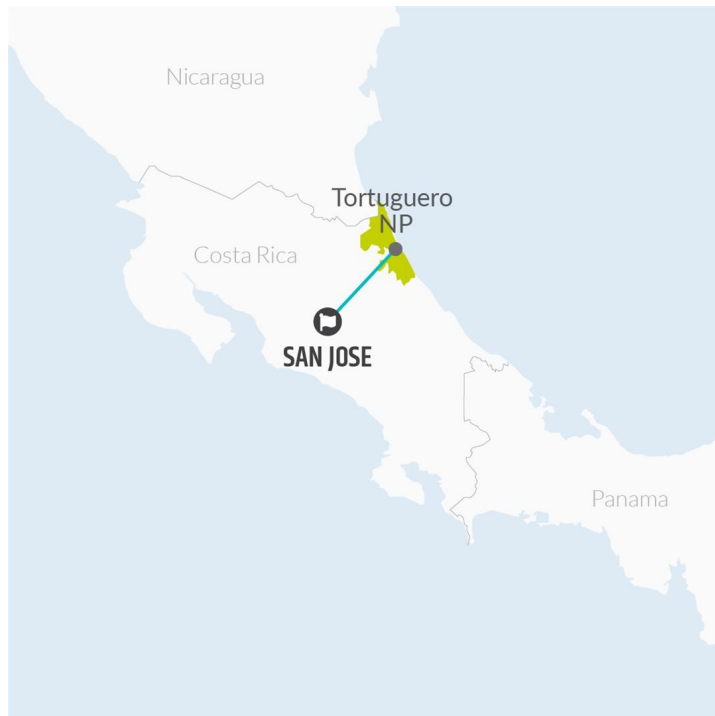 Nicaragua
Tortuguero
NP
Costa Rica
SAN JOSE
Panama